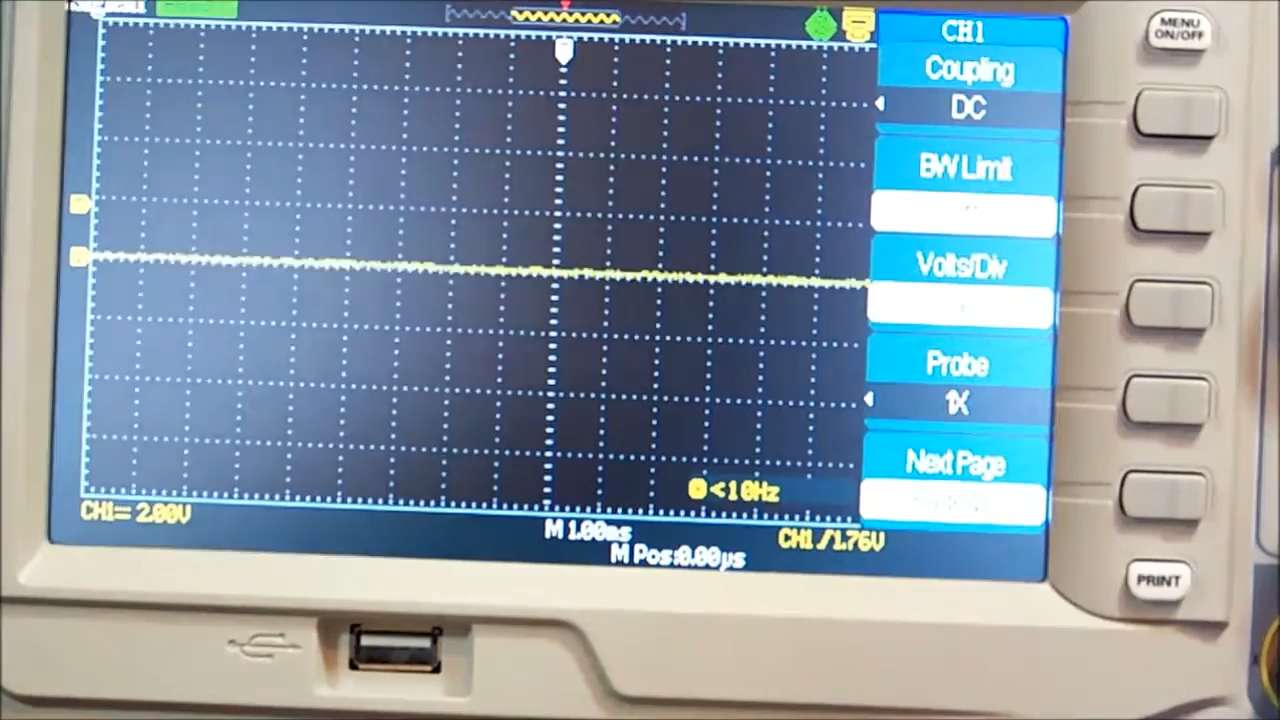 MENU
ON/OFF
CH1
Coupling
DC
BW Limit
Volts/Div
Probe
1X
Next Page
<10Hz
CH1= 2.00V
M 1.00ms
CH1 /1.76V
M Pos:0.00μs
PRINT